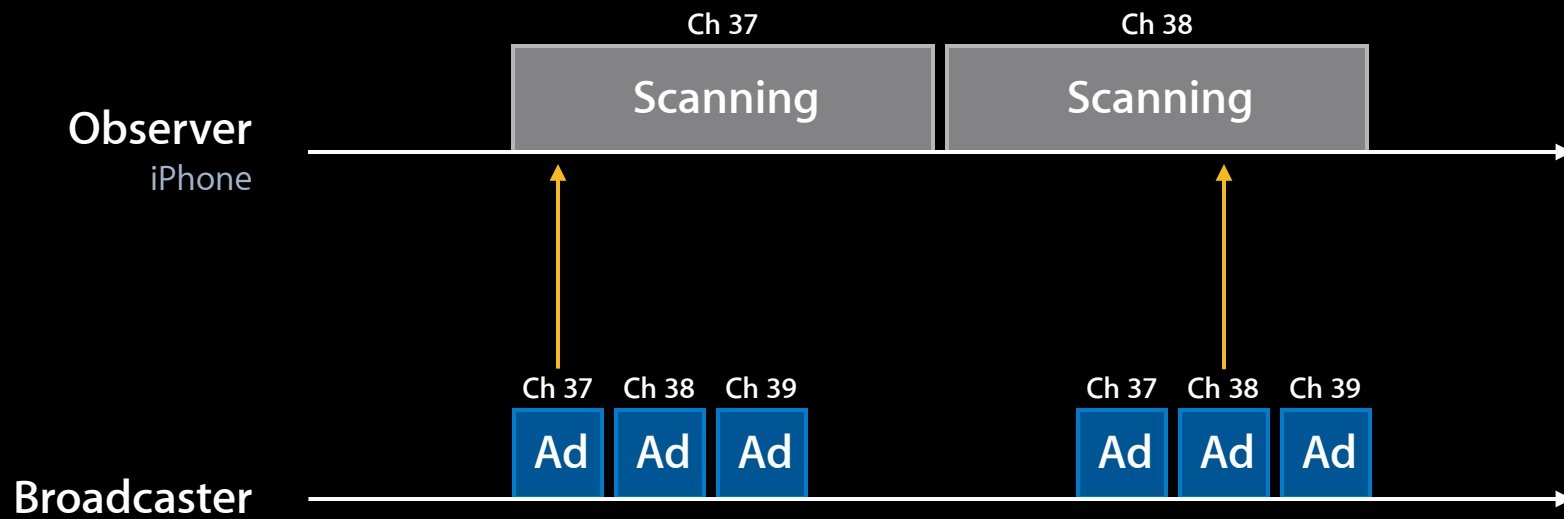 Ch 37 Ch 38
Scanning Scanning
Observer
iPhone
Ch 37 Ch 38 Ch 39 Ch 37 Ch 38 Ch 39
Ad Ad Ad Ad Ad Ad
Broadcaster